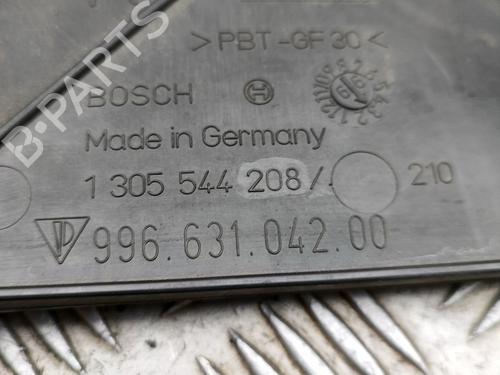 >PBT-GF30<
B-PARTS
BOSCH
Made in Germany
1 305 544 208/
210
996.631.042.00